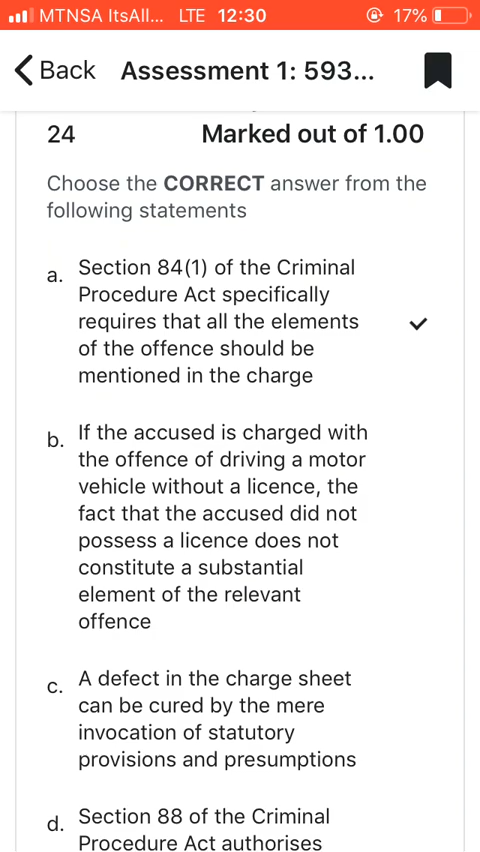 MTNSA ItsAll... LTE 12:30 17%
Back Assessment 1: 593...
24 Marked out of 1.00
Choose the CORRECT answer from the
following statements
a. Section 84(1) of the Criminal
Procedure Act specifically
requires that all the elements
of the offence should be
mentioned in the charge
b. If the accused is charged with
the offence of driving a motor
vehicle without a licence, the
fact that the accused did not
possess a licence does not
constitute a substantial
element of the relevant
offence
c. A defect in the charge sheet
can be cured by the mere
invocation of statutory
provisions and presumptions
d. Section 88 of the Criminal
Procedure Act authorises